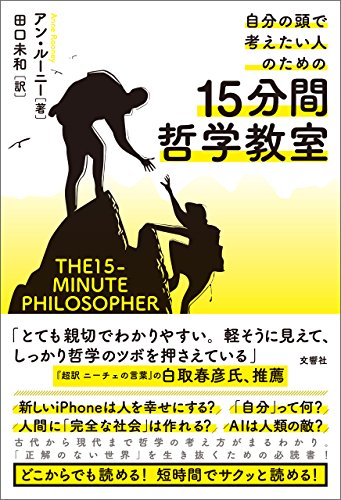 自分の頭で
考えたい人
のための
15分間
哲学教室
Anne Rooney
アン・ルーニー[著]
田口未和[訳]
THE15-
MINUTE
PHILOSOPHER
「とても親切でわかりやすい。軽そうに見えて、
しっかり哲学のツボを押さえている」
文響社
『超訳 ニーチェの言葉』の白取春彦氏、推薦
新しいiPhoneは人を幸せにする? 「自分」って何?
人間に「完全な社会」は作れる? AIは人類の敵?
古代から現代まで哲学の考え方がまるわかり。
「正解のない世界」を生き抜くための必読書!
どこからでも読める! 短時間でサクッと読める!